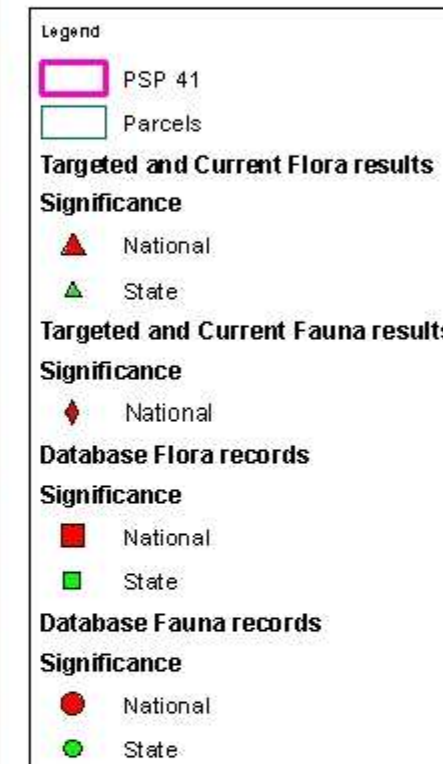 Legend
PSP 41
Parcels
Targeted and Current Flora results
Significance
National
State
Targeted and Current Fauna results
Significance
National
Database Flora records
Significance
National
State
Database Fauna records
Significance
National
State